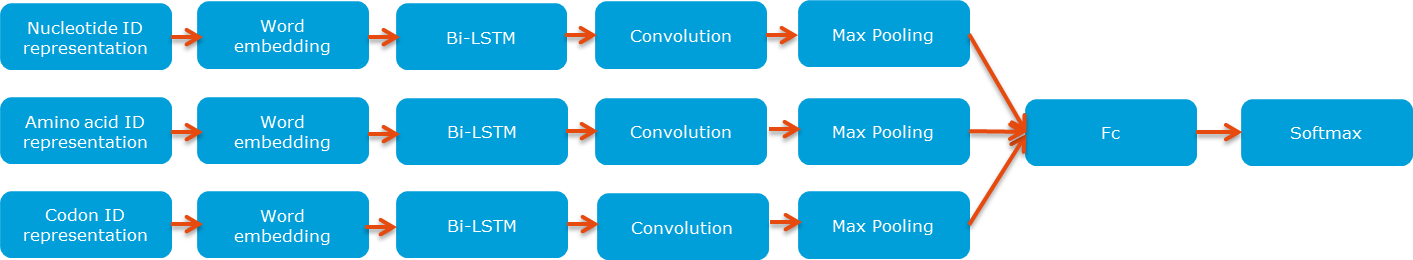 Nucleotide ID
representation
Word
embedding
Bi-LSTM
Convolution
Max Pooling
Amino acid ID
representation
Word
embedding
Bi-LSTM
Convolution
Max Pooling
Fc
Softmax
Codon ID
representation
Word
embedding
Bi-LSTM
Convolution
Max Pooling